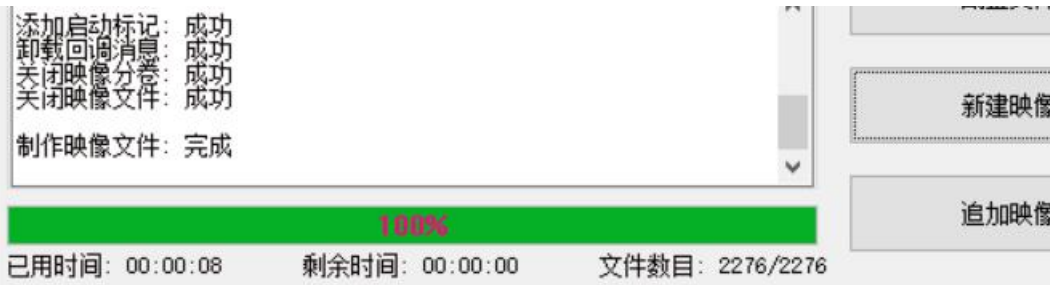 添加启动标记: 成功
卸载回调消息: 成功
关闭映像分卷: 成功
关闭映像文件: 成功
制作映像文件: 完成
新建映像
追加映像
100%
已用时间: 00:00:08 剩余时间: 00:00:00 文件数目: 2276/2276